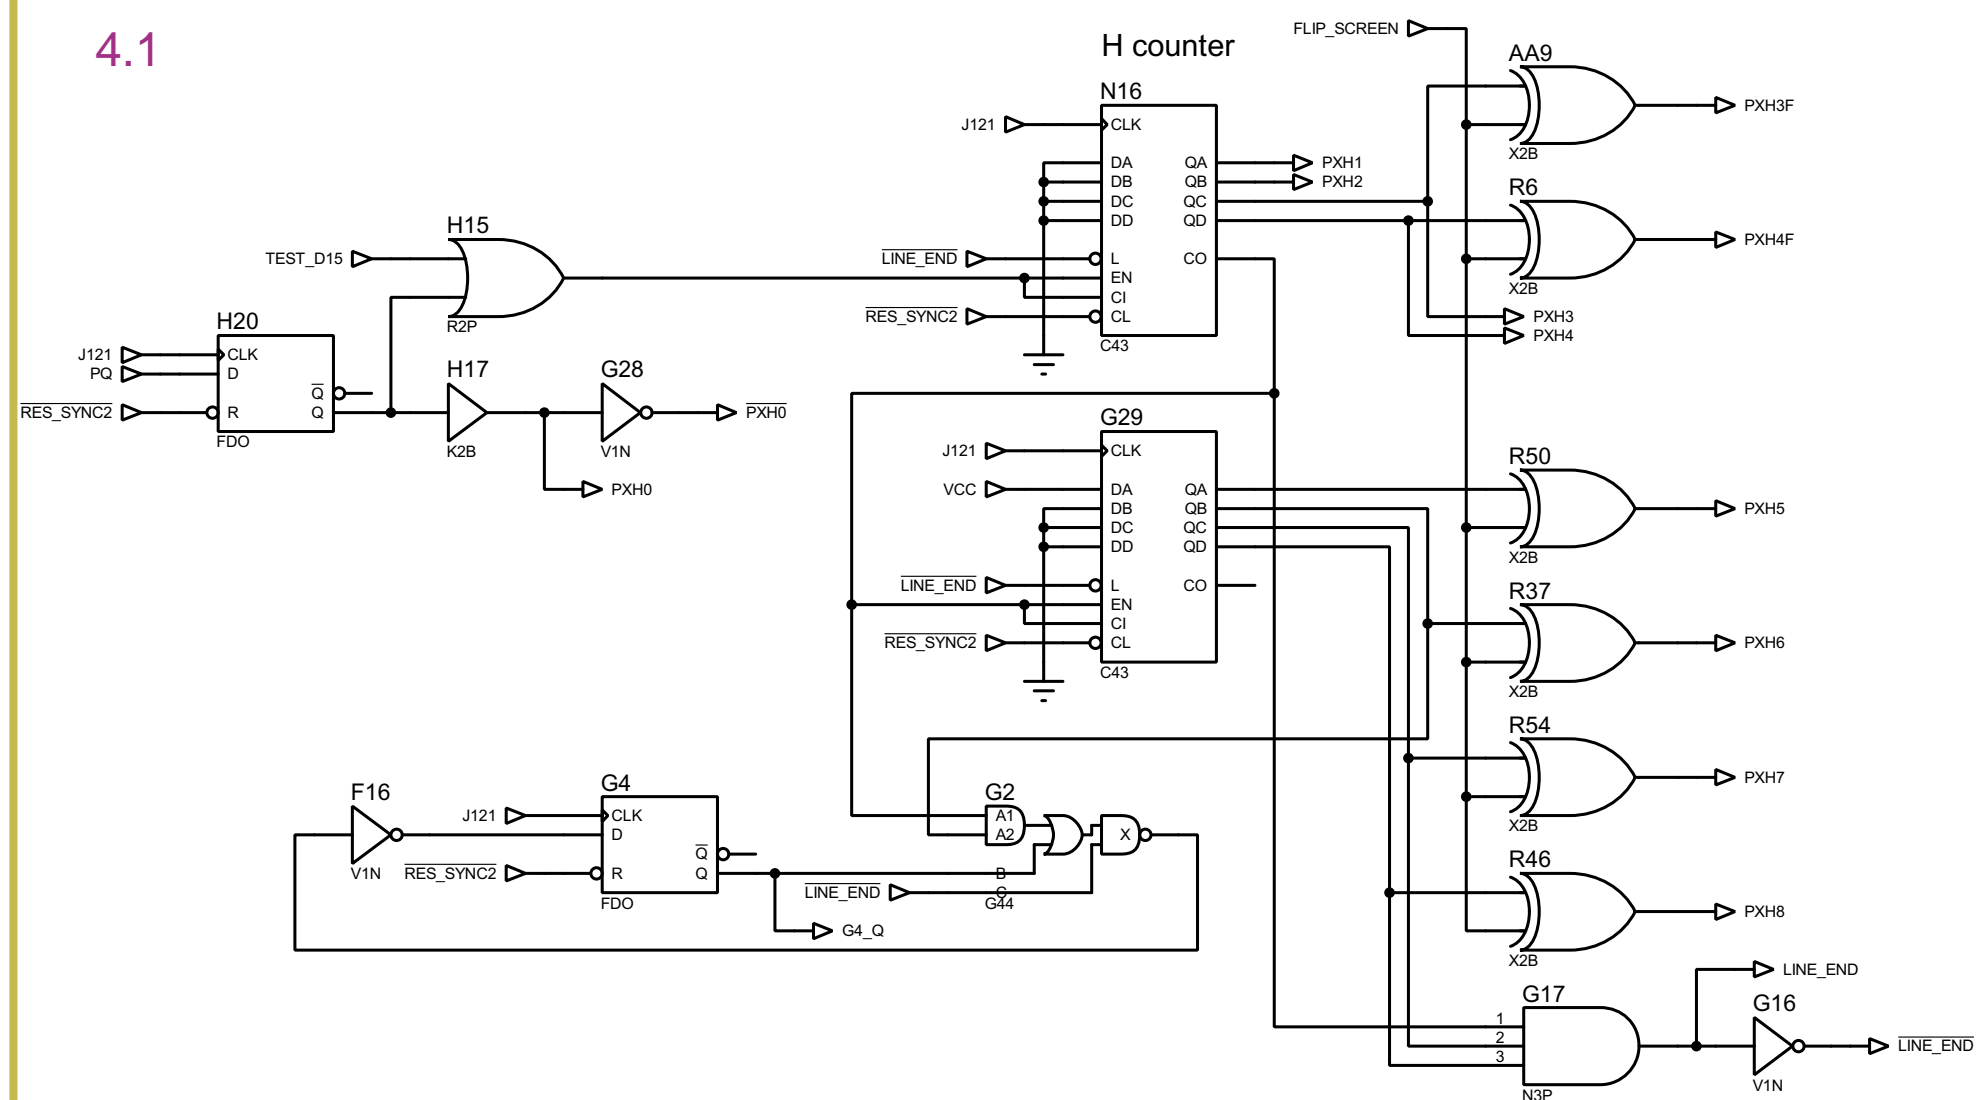 4.1
H counter
FLIP_SCREEN
AA9
PXH3F
X2B
N16
J121
CLK
DA QA PXH1
DB QB PXH2
DC QC
DD QD
LINE_END L CO
EN
CI
RES_SYNC2 CL
C43
R6
PXH4F
X2B
PXH3
PXH4
H15
TEST_D15
R2P
H20
J121 CLK
PQ D
Q
RES_SYNC2 R Q
FDO
H17
K2B
G28
V1N
PXH0
PXH0
G29
J121 CLK
VCC DA QA
DB QB
DC QC
DD QD
LINE_END L CO
EN
CI
RES_SYNC2 CL
C43
R50
PXH5
X2B
R37
PXH6
X2B
R54
PXH7
X2B
R46
PXH8
X2B
F16
V1N
G4
J121 CLK
D
Q
RES_SYNC2 R Q
FDO
G4_Q
G2
A1
A2
X
B
LINE_END C
G44
G17
1
2
3
N3P
LINE_END
G16
V1N
LINE_END